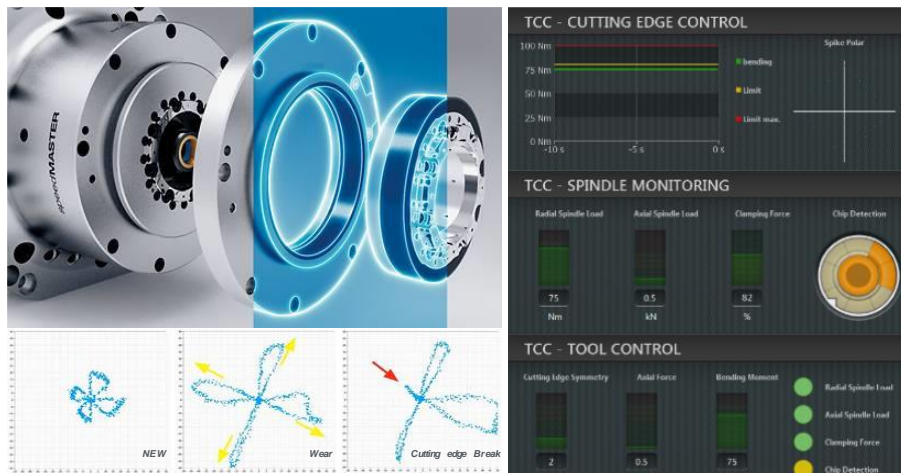 speedMASTER
NEW
Wear
Cutting edge Break
TCC - CUTTING EDGE CONTROL
100 Nm
75 Nm
50 Nm
25 Nm
0 Nm
-10 s
-5 s
0 s
bending
Limit
Limit max.
Spike Polar
TCC - SPINDLE MONITORING
Radial Spindle Load
Axial Spindle Load
Clamping Force
Chip Detection
75
0.5
82
Nm
kN
%
TCC - TOOL CONTROL
Cutting Edge Symmetry
Axial Force
Bending Moment
2
0.5
75
Radial Spindle Load
Axial Spindle Load
Clamping Force
Chip Detection